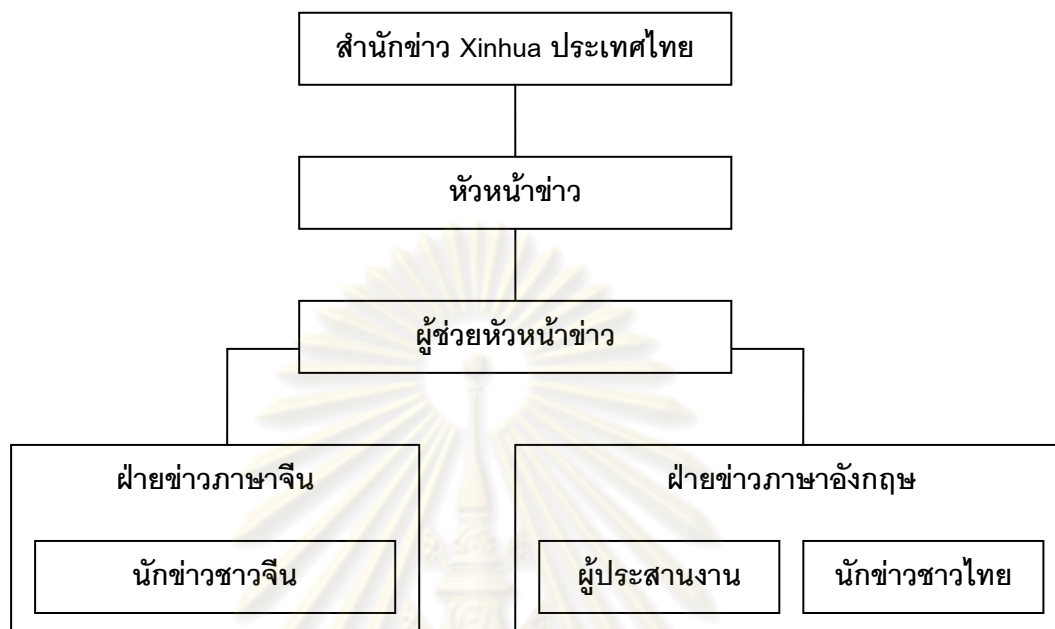 สำนักข่าว Xinhua ประเทศไทย
หัวหน้าข่าว
ผู้ช่วยหัวหน้าข่าว
ฝ่ายข่าวภาษาจีน
นักข่าวชาวจีน
ฝ่ายข่าวภาษาอังกฤษ
ผู้ประสานงาน
นักข่าวชาวไทย